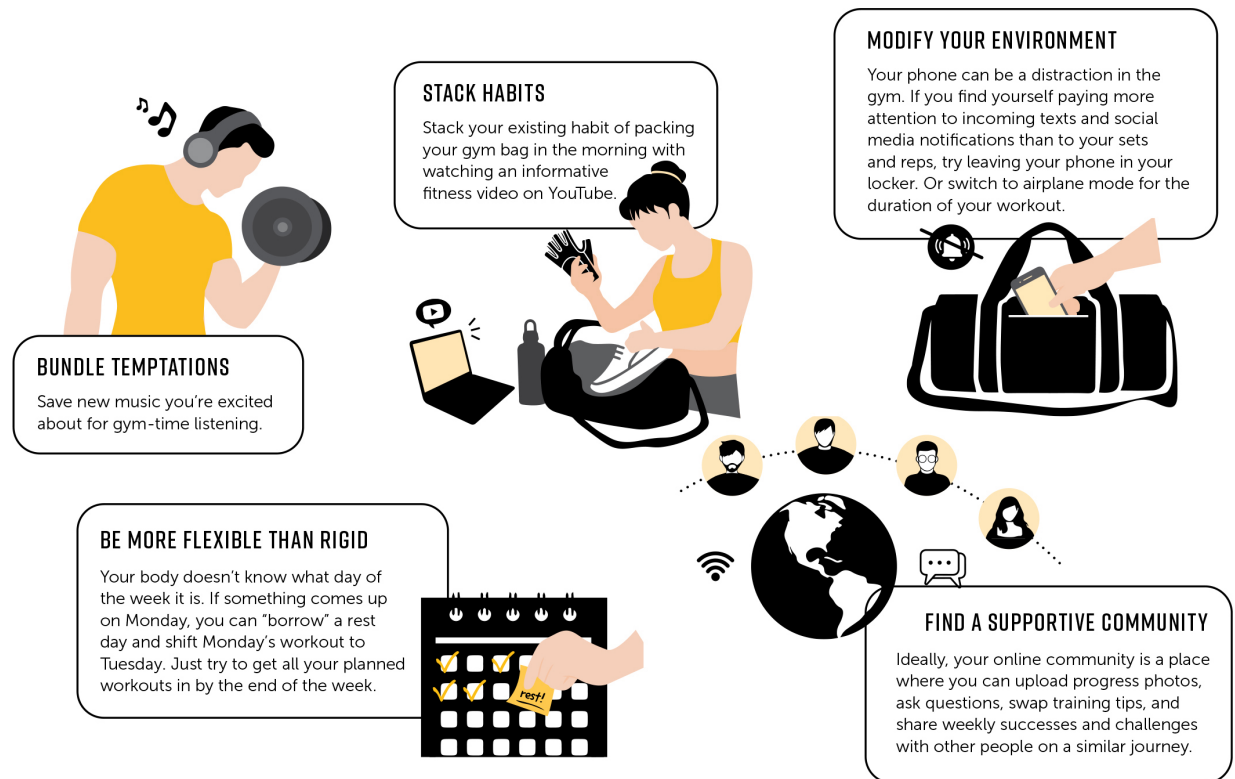 BUNDLE TEMPTATIONS
Save new music you’re excited
about for gym-time listening.
STACK HABITS
Stack your existing habit of packing
your gym bag in the morning with
watching an informative
fitness video on YouTube.
MODIFY YOUR ENVIRONMENT
Your phone can be a distraction in the
gym. If you find yourself paying more
attention to incoming texts and social
media notifications than to your sets
and reps, try leaving your phone in your
locker. Or switch to airplane mode for the
duration of your workout.
BE MORE FLEXIBLE THAN RIGID
Your body doesn’t know what day of
the week it is. If something comes up
on Monday, you can “borrow” a rest
day and shift Monday’s workout to
Tuesday. Just try to get all your planned
workouts in by the end of the week.
rest!
FIND A SUPPORTIVE COMMUNITY
Ideally, your online community is a place
where you can upload progress photos,
ask questions, swap training tips, and
share weekly successes and challenges
with other people on a similar journey.